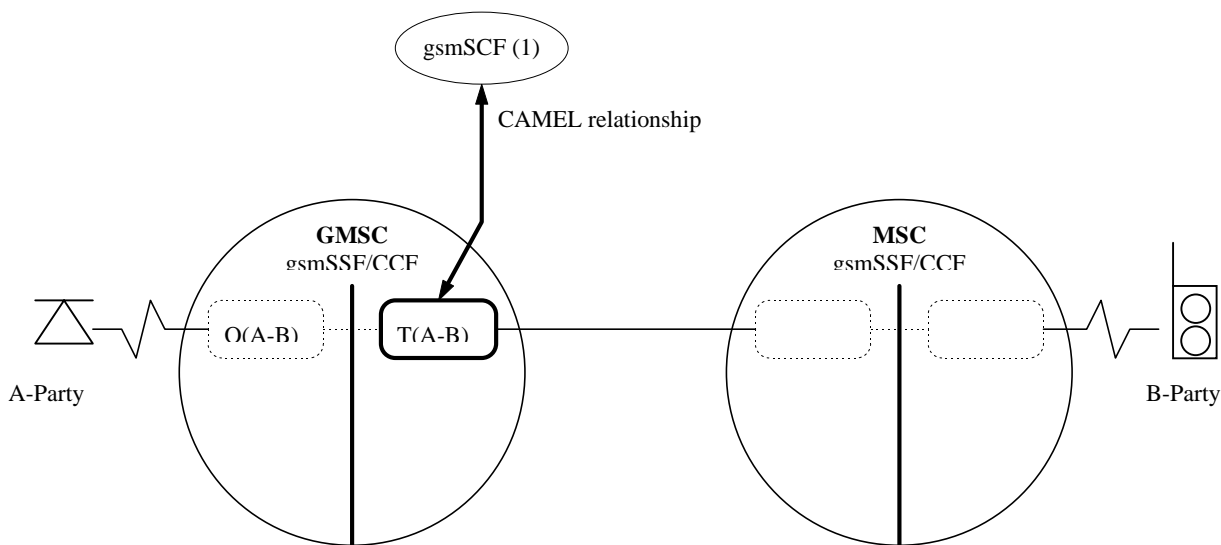 gsmSCF (1)
CAMEL relationship
GMSC
gsmSSF/CCF
MSC
gsmSSF/CCF
O(A-B)
T(A-B)
A-Party
B-Party